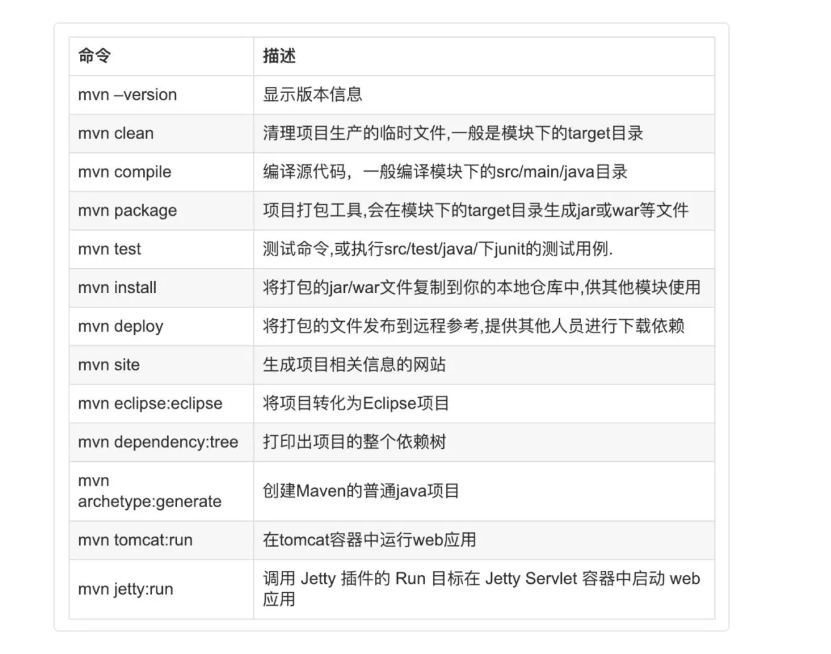 命令 描述
mvn –version 显示版本信息
mvn clean 清理项目生产的临时文件,一般是模块下的target目录
mvn compile 编译源代码，一般编译模块下的src/main/java目录
mvn package 项目打包工具,会在模块下的target目录生成jar或war等文件
mvn test 测试命令,或执行src/test/java/下junit的测试用例.
mvn install 将打包的jar/war文件复制到你的本地仓库中,供其他模块使用
mvn deploy 将打包的文件发布到远程参考,提供其他人员进行下载依赖
mvn site 生成项目相关信息的网站
mvn eclipse:eclipse 将项目转化为Eclipse项目
mvn dependency:tree 打印出项目的整个依赖树
mvn
archetype:generate 创建Maven的普通java项目
mvn tomcat:run 在tomcat容器中运行web应用
mvn jetty:run 调用 Jetty 插件的 Run 目标在 Jetty Servlet 容器中启动 web
应用